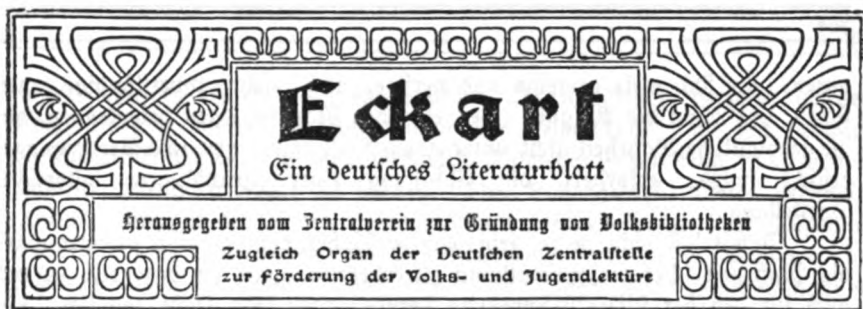 Eckart
Ein deutſches Literaturblatt
Herausgegeben vom Zentralverein zur Gründung von Volksbibliotheken
Zugleich Organ der Deutſchen Zentralſtelle
zur Förderung der Volks- und Jugendlektüre